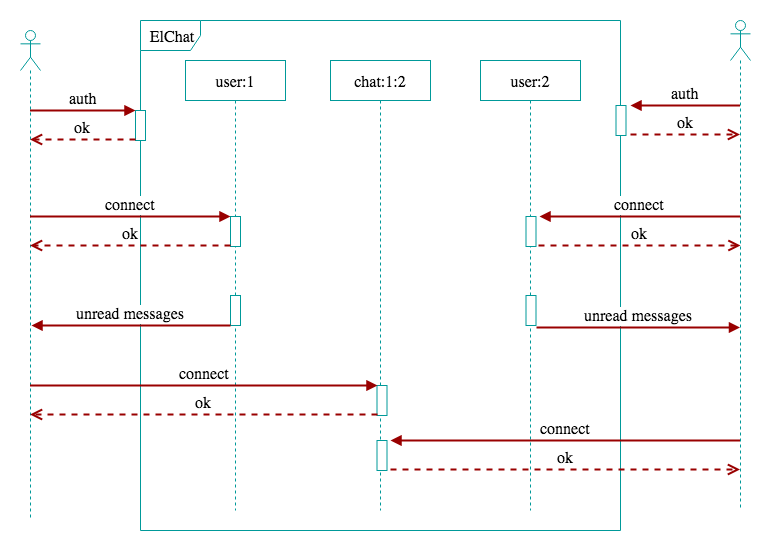 ElChat
user:1
chat:1:2
user:2
auth
auth
ok
ok
connect
connect
ok
ok
unread messages
unread messages
connect
ok
connect
ok